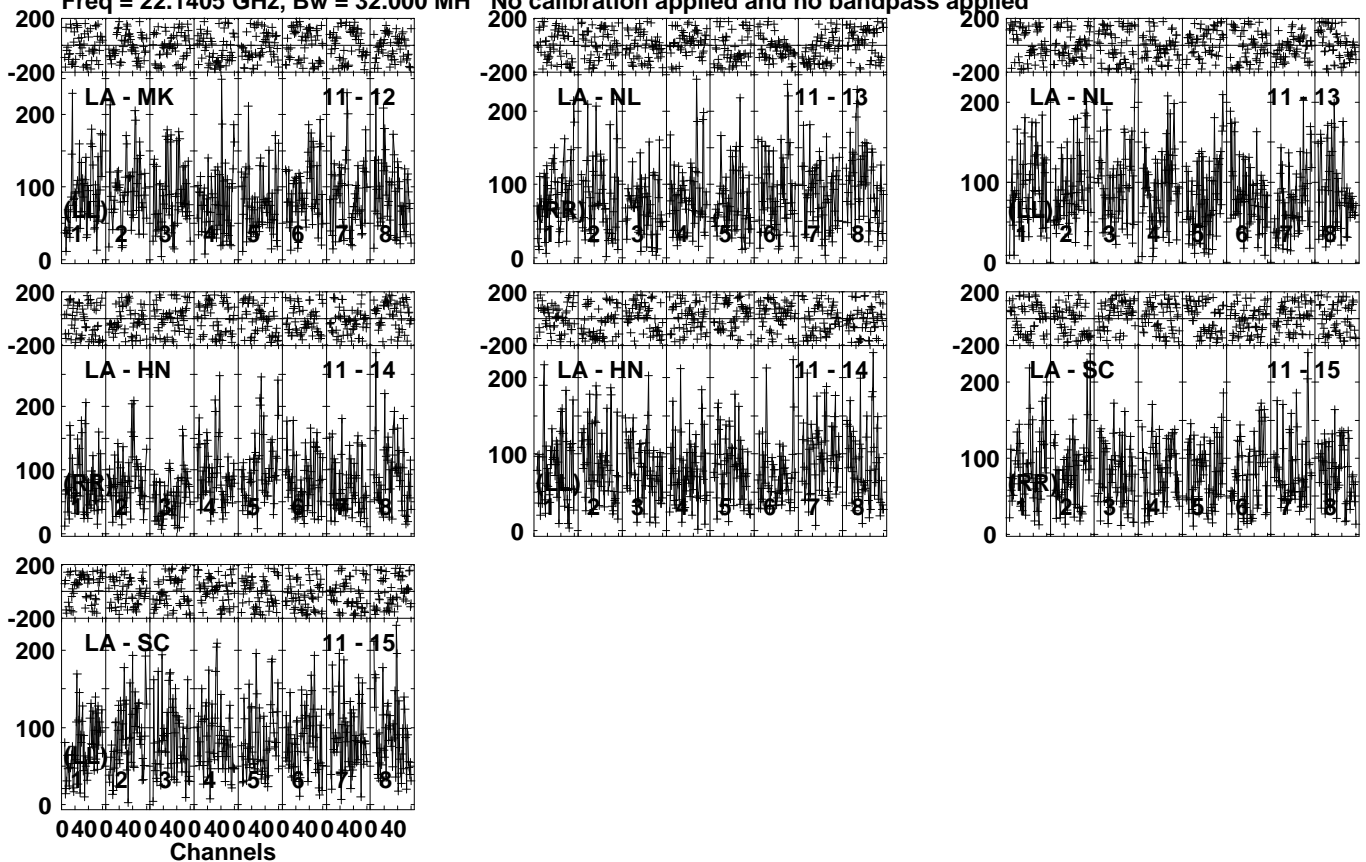 Freq = 22.1405 GHz, Bw = 32.000 MH No calibration applied and no bandpass applied
200
-200
LA - MK 11 - 12
200
100
(LL)
1 2 3 4 5 6 7 8
0
200
-200
LA - NL 11 - 13
200
100
(RR)
1 2 3 4 5 6 7 8
0
200
-200
LA - NL 11 - 13
200
100
(LL)
1 2 3 4 5 6 7 8
0
200
-200
LA - HN 11 - 14
200
100
(RR)
1 2 3 4 5 6 7 8
0
200
-200
LA - HN 11 - 14
200
100
(LL)
1 2 3 4 5 6 7 8
0
200
-200
LA - SC 11 - 15
200
100
(RR)
1 2 3 4 5 6 7 8
0
200
-200
LA - SC 11 - 15
200
100
(LL)
1 2 3 4 5 6 7 8
0
0 40 0 40 0 40 0 40 0 40 0 40 0 40 0 40
Channels